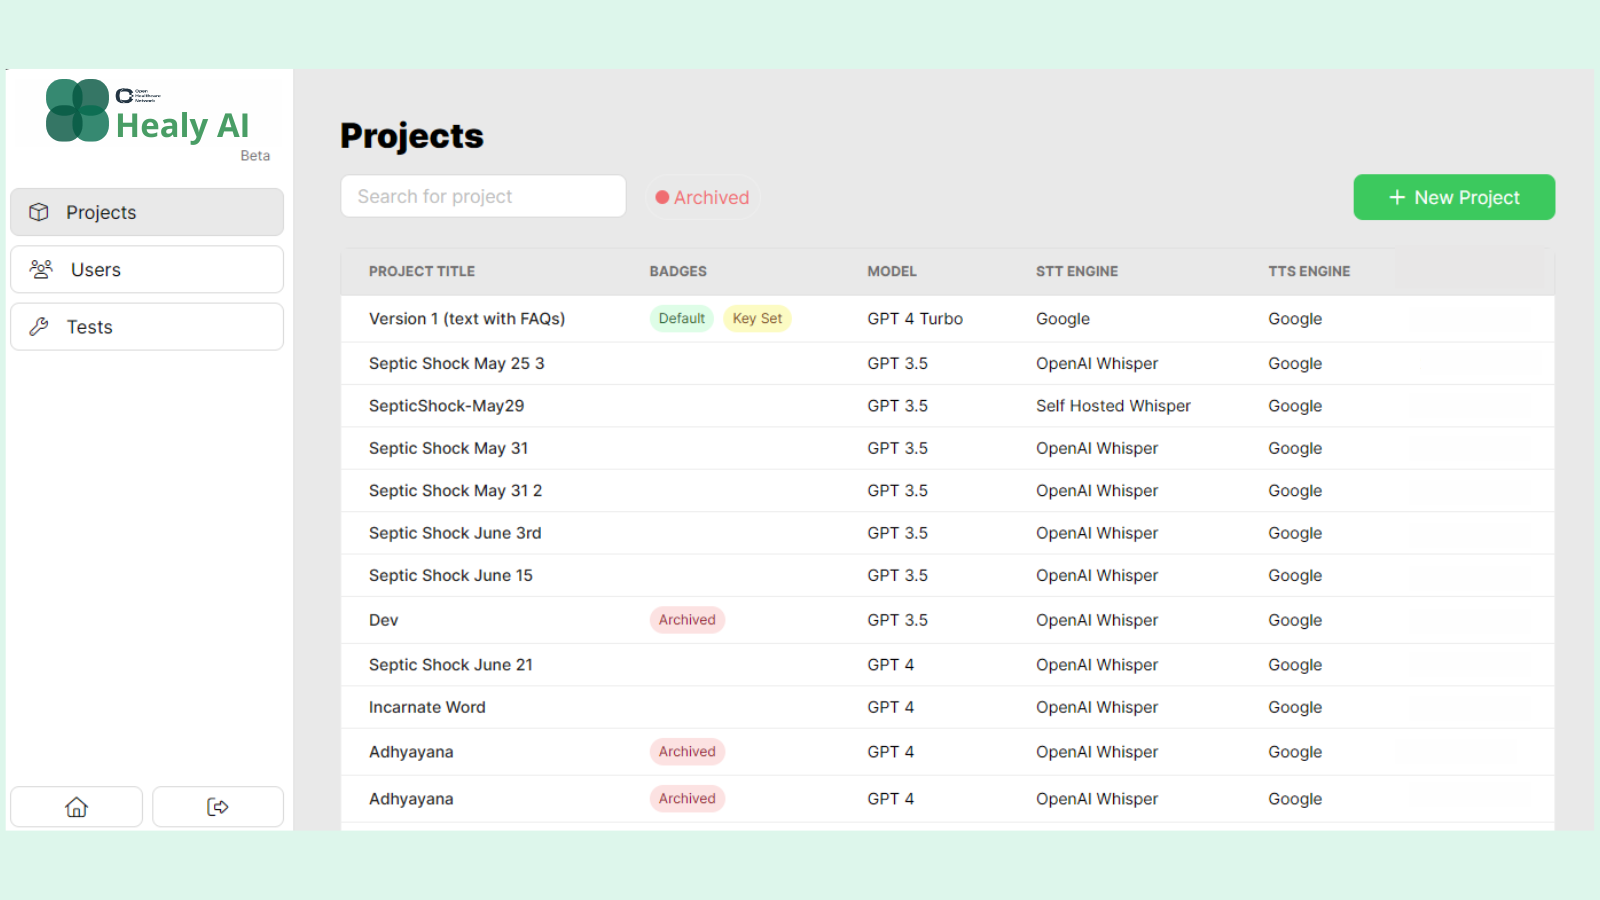 Open
Healthcare
Network
Healy AI
Beta
Projects
Users
Tests
Projects
Search for project
Archived
+ New Project
PROJECT TITLE BADGES MODEL STT ENGINE TTS ENGINE
Version 1 (text with FAQs) Default Key Set GPT 4 Turbo Google Google
Septic Shock May 25 3 GPT 3.5 OpenAI Whisper Google
SepticShock-May29 GPT 3.5 Self Hosted Whisper Google
Septic Shock May 31 GPT 3.5 OpenAI Whisper Google
Septic Shock May 31 2 GPT 3.5 OpenAI Whisper Google
Septic Shock June 3rd GPT 3.5 OpenAI Whisper Google
Septic Shock June 15 GPT 3.5 OpenAI Whisper Google
Dev Archived GPT 3.5 OpenAI Whisper Google
Septic Shock June 21 GPT 4 OpenAI Whisper Google
Incarnate Word GPT 4 OpenAI Whisper Google
Adhyayana Archived GPT 4 OpenAI Whisper Google
Adhyayana Archived GPT 4 OpenAI Whisper Google